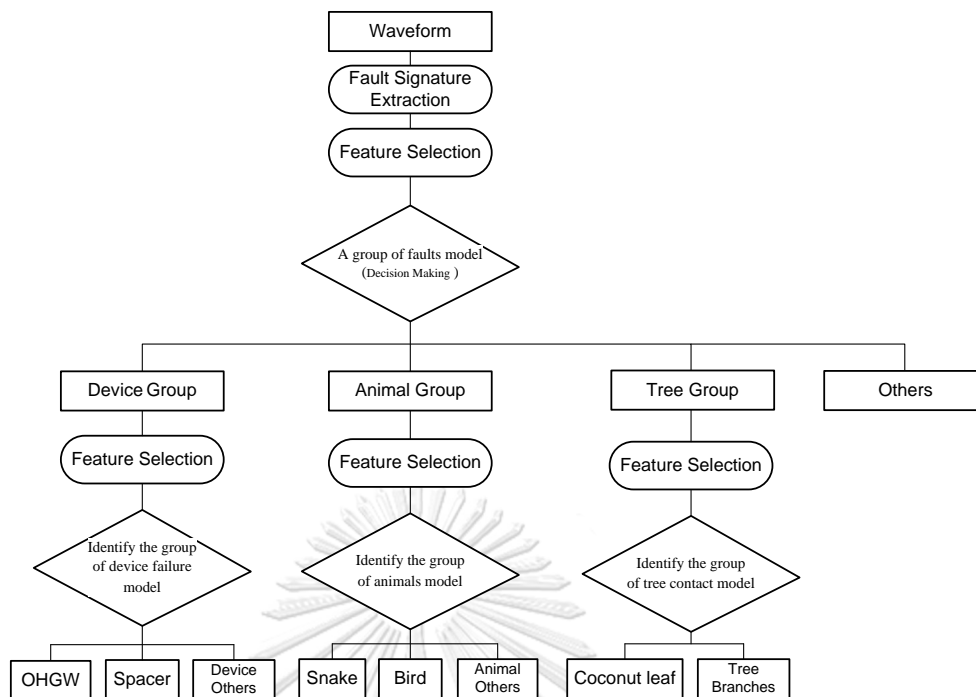 Waveform
Fault Signature
Extraction
Feature Selection
A group of faults model
(Decision Making )
Device Group
Animal Group
Tree Group
Others
Feature Selection
Feature Selection
Feature Selection
Identify the group
of device failure
model
Identify the group
of animals model
Identify the group
of tree contact model
OHGW
Spacer
Device
Others
Snake
Bird
Animal
Others
Coconut leaf
Tree
Branches